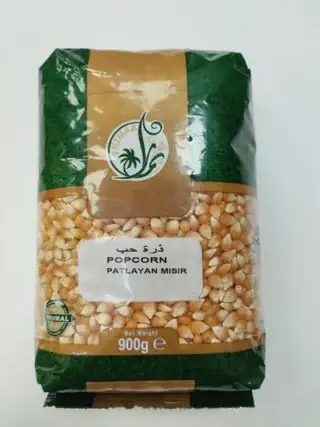 ذرة حب
POPCORN
PATLAYAN MISIR
Net Weight
900g e